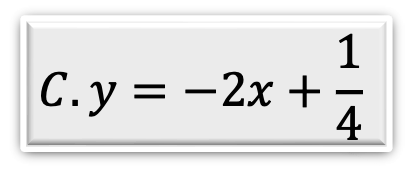 C. y = −2x + 1/4